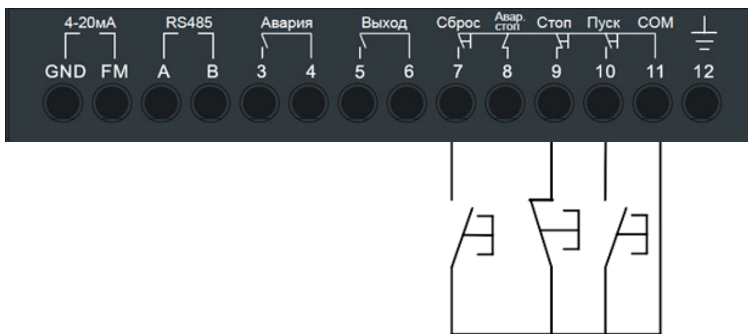 4-20мА RS485 Авария Выход Сброс Авар. стоп Стоп Пуск COM
GND FM A B 3 4 5 6 7 8 9 10 11 12